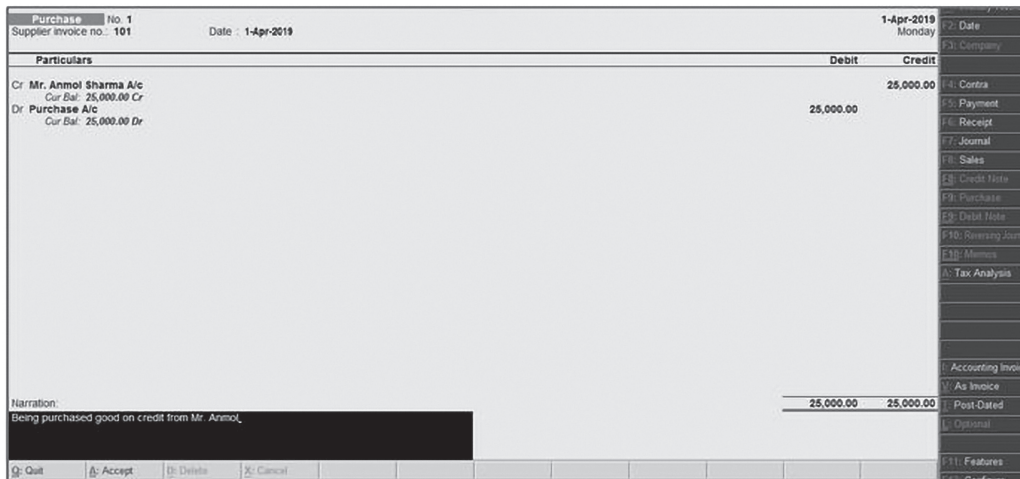 Purchase No. 1 1-Apr-2019
Supplier invoice no.: 101 Date : 1-Apr-2019 Monday
Particulars Debit Credit
Cr Mr. Anmol Sharma A/c 25,000.00
Cur Bal: 25,000.00 Cr
Dr Purchase A/c 25,000.00
Cur Bal: 25,000.00 Dr
Narration: 25,000.00 25,000.00
Being purchased good on credit from Mr. Anmol
Q: Quit A: Accept D: Delete X: Cancel
F2: Date
F3: Company
F4: Contra
F5: Payment
F6: Receipt
F7: Journal
F8: Sales
F8: Credit Note
F9: Purchase
F9: Debit Note
F10: Reversing Jour
F10: Memos
A: Tax Analysis
I: Accounting Invoi
V: As Invoice
T: Post-Dated
L: Optional
F11: Features